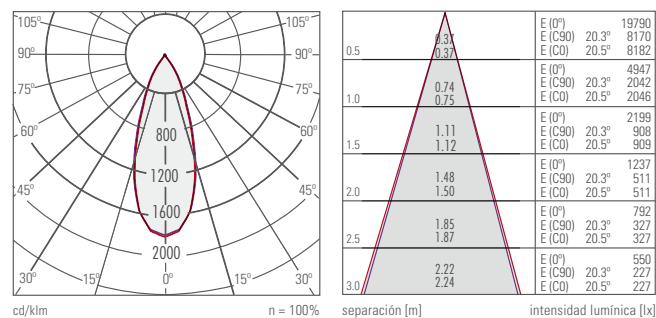 105° 105°
90° 90°
75° 75°
60° 60°
45° 45°
30° 15° 0° 15° 30°
800
1200
1600
2000
cd/klm η = 100%
0.37
0.37
0.5
E (0°) 19790
E (C90) 20.3° 8170
E (C0) 20.5° 8182
0.74
0.75
1.0
E (0°) 4947
E (C90) 20.3° 2042
E (C0) 20.5° 2046
1.11
1.12
1.5
E (0°) 2199
E (C90) 20.3° 908
E (C0) 20.5° 909
1.48
1.50
2.0
E (0°) 1237
E (C90) 20.3° 511
E (C0) 20.5° 511
1.85
1.87
2.5
E (0°) 792
E (C90) 20.3° 327
E (C0) 20.5° 327
2.22
2.24
3.0
E (0°) 550
E (C90) 20.3° 227
E (C0) 20.5° 227
separación [m] intensidad lumínica [lx]